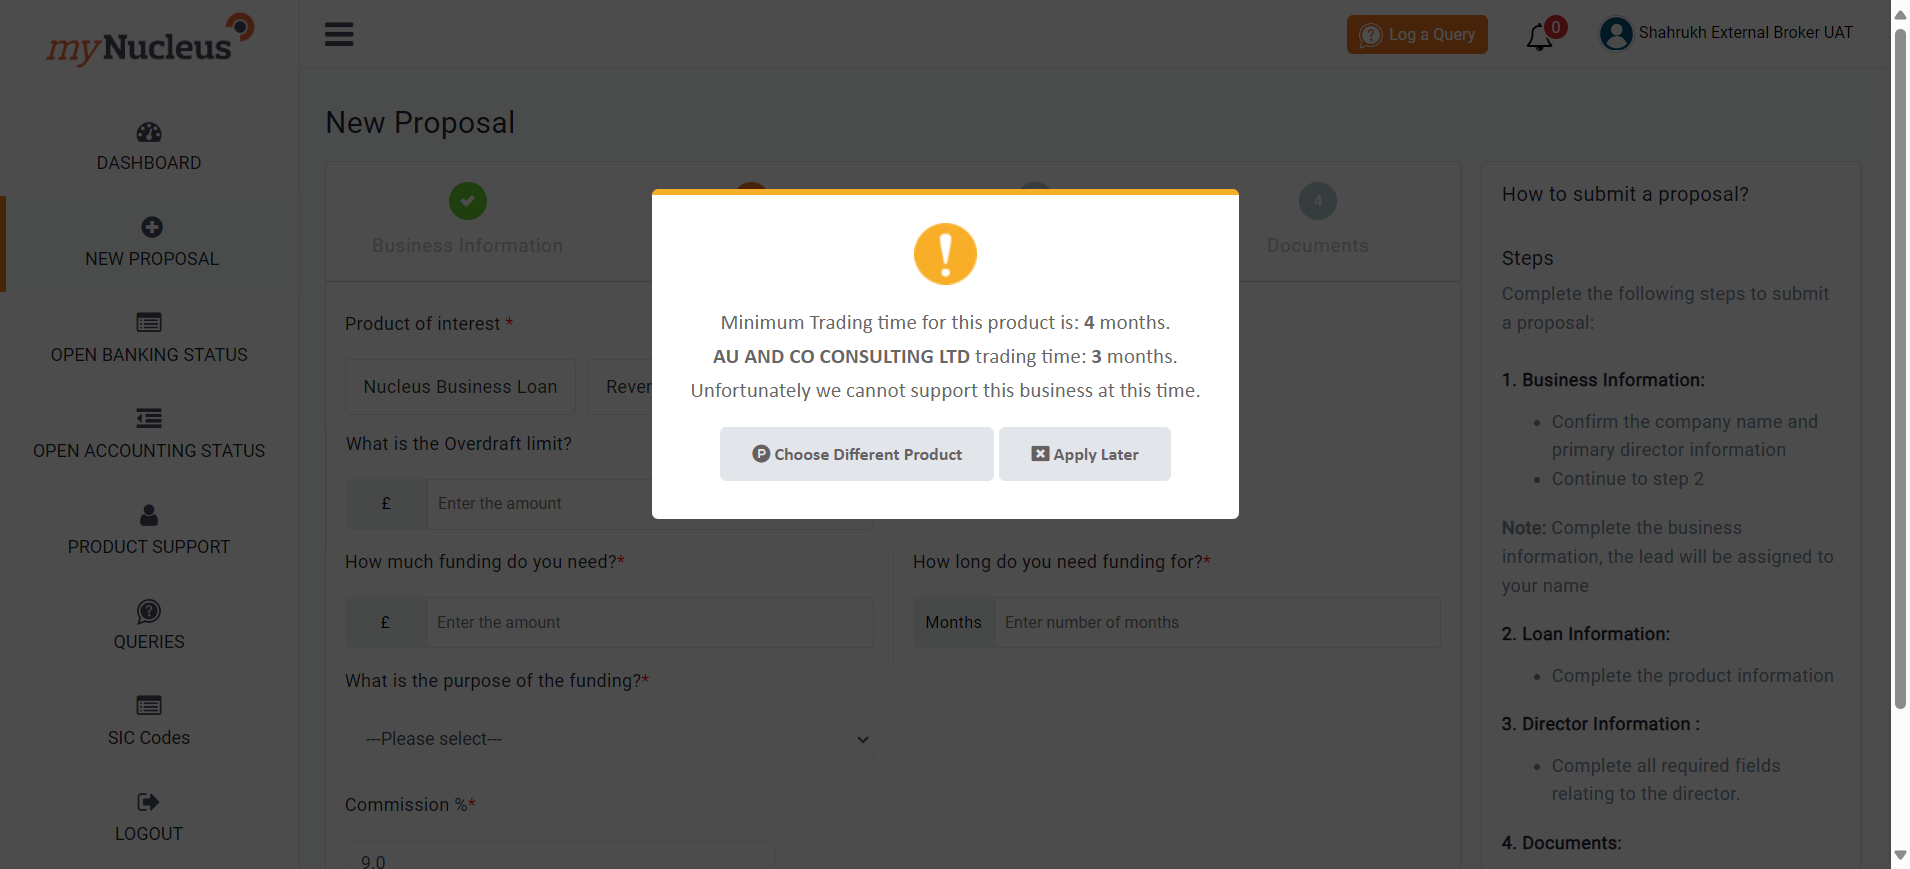 myNucleus
Log a Query
0
Shahrukh External Broker UAT
DASHBOARD
NEW PROPOSAL
OPEN BANKING STATUS
OPEN ACCOUNTING STATUS
PRODUCT SUPPORT
QUERIES
SIC Codes
LOGOUT
New Proposal
4
Business Information
Documents
Product of interest *
Nucleus Business Loan
What is the Overdraft limit?
£
Enter the amount
How much funding do you need?*
How long do you need funding for?*
£
Enter the amount
Months
Enter number of months
What is the purpose of the funding?*
---Please select---
Commission %*
9.0
Minimum Trading time for this product is: 4 months.
AU AND CO CONSULTING LTD trading time: 3 months.
Unfortunately we cannot support this business at this time.
Choose Different Product
Apply Later
How to submit a proposal?
Steps
Complete the following steps to submit
a proposal:
1. Business Information:
• Confirm the company name and
primary director information
• Continue to step 2
Note: Complete the business
information, the lead will be assigned to
your name
2. Loan Information:
• Complete the product information
3. Director Information :
• Complete all required fields
relating to the director.
4. Documents: